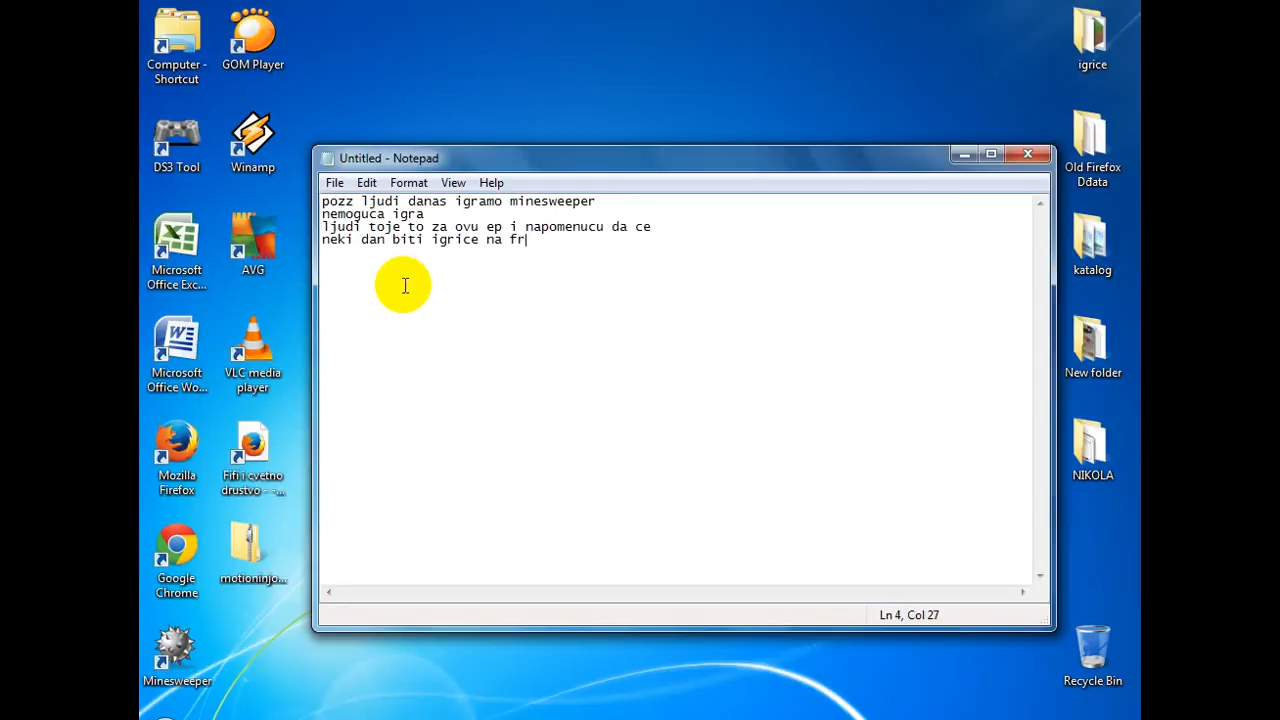 Computer -
Shortcut
GOM Player
DS3 Tool
Winamp
Microsoft
Office Exc...
AVG
Microsoft
Office Wo...
VLC media
player
Mozilla
Firefox
Fifi i cvetno
drustvo - -...
Google
Chrome
motioninjo...
Minesweeper
Untitled - Notepad
File Edit Format View Help
pozz ljudi danas igramo minesweeper
nemoguca igra
ljudi toje to za ovu ep i napomenucu da ce
neki dan biti igrice na fr
Ln 4, Col 27
igrice
Old Firefox
Ddata
katalog
New folder
NIKOLA
Recycle Bin